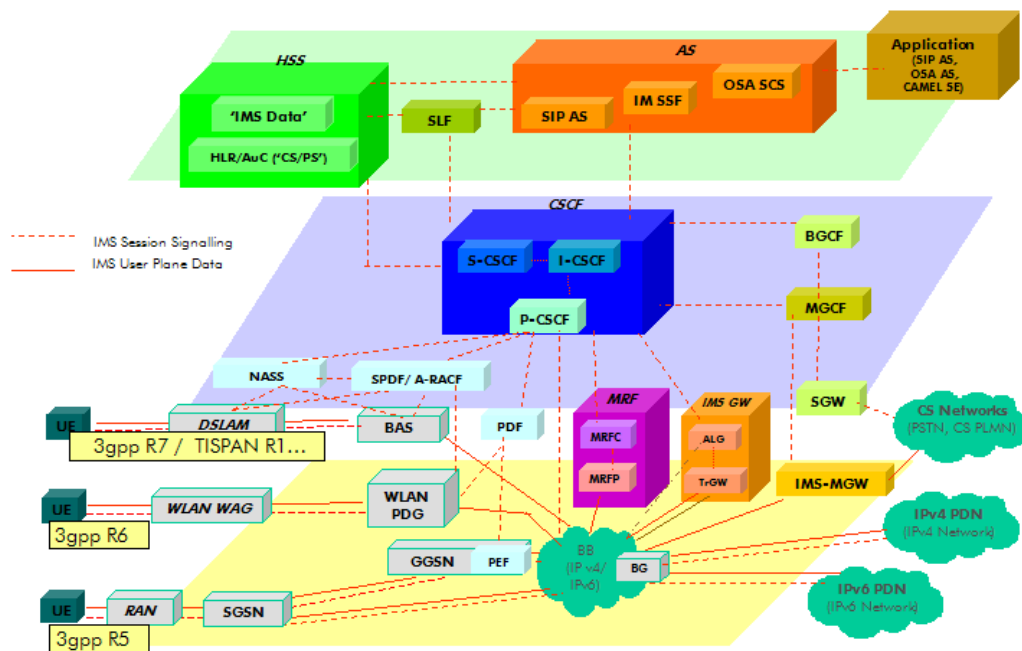 HSS
'IMS Data'
HLR/AuC ('CS/PS')
SLF
AS
SIP AS
IM SSF
OSA SCS
Application
(SIP AS,
OSA AS,
CAMEL SE)
IMS Session Signalling
IMS User Plane Data
CSCF
S-CSCF
I-CSCF
P-CSCF
BGCF
MGCF
SGW
NASS
SPDF/ A-RACF
UE
DSLAM
BAS
3gpp R7 / TISPAN R1...
PDF
MRF
MRFC
MRFP
IMS GW
ALG
TrGW
IMS-MGW
CS Networks
(PSTN, CS PLMN)
UE
WLAN WAG
WLAN
PDG
3gpp R6
GGSN
PEF
BB
(IP v4/
IPv6)
BG
IPv4 PDN
(IPv4 Network)
IPv6 PDN
(IPv6 Network)
UE
RAN
SGSN
3gpp R5